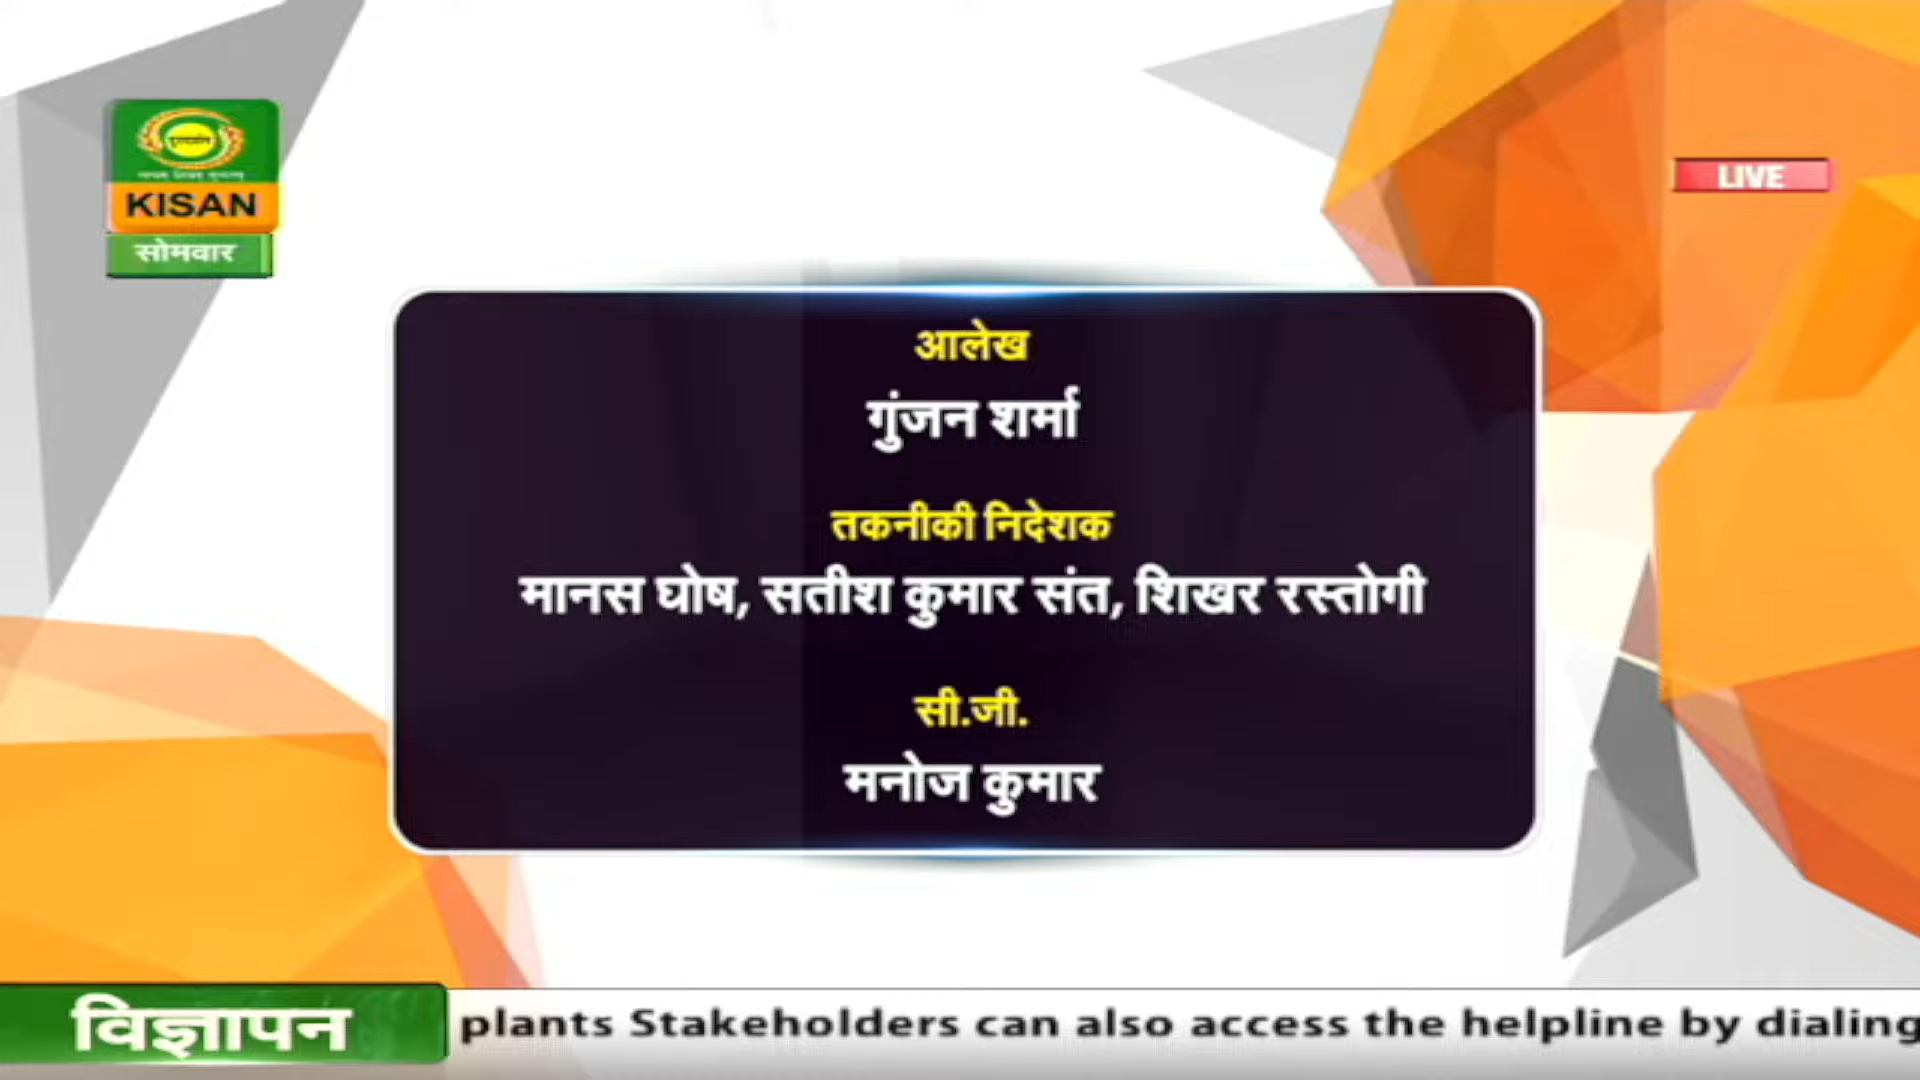 KISAN
सोमवार
LIVE
आलेख
गुंजन शर्मा
तकनीकी निदेशक
मानस घोष, सतीश कुमार संत, शिखर रस्तोगी
सी.जी.
मनोज कुमार
विज्ञापन
plants Stakeholders can also access the helpline by dialing